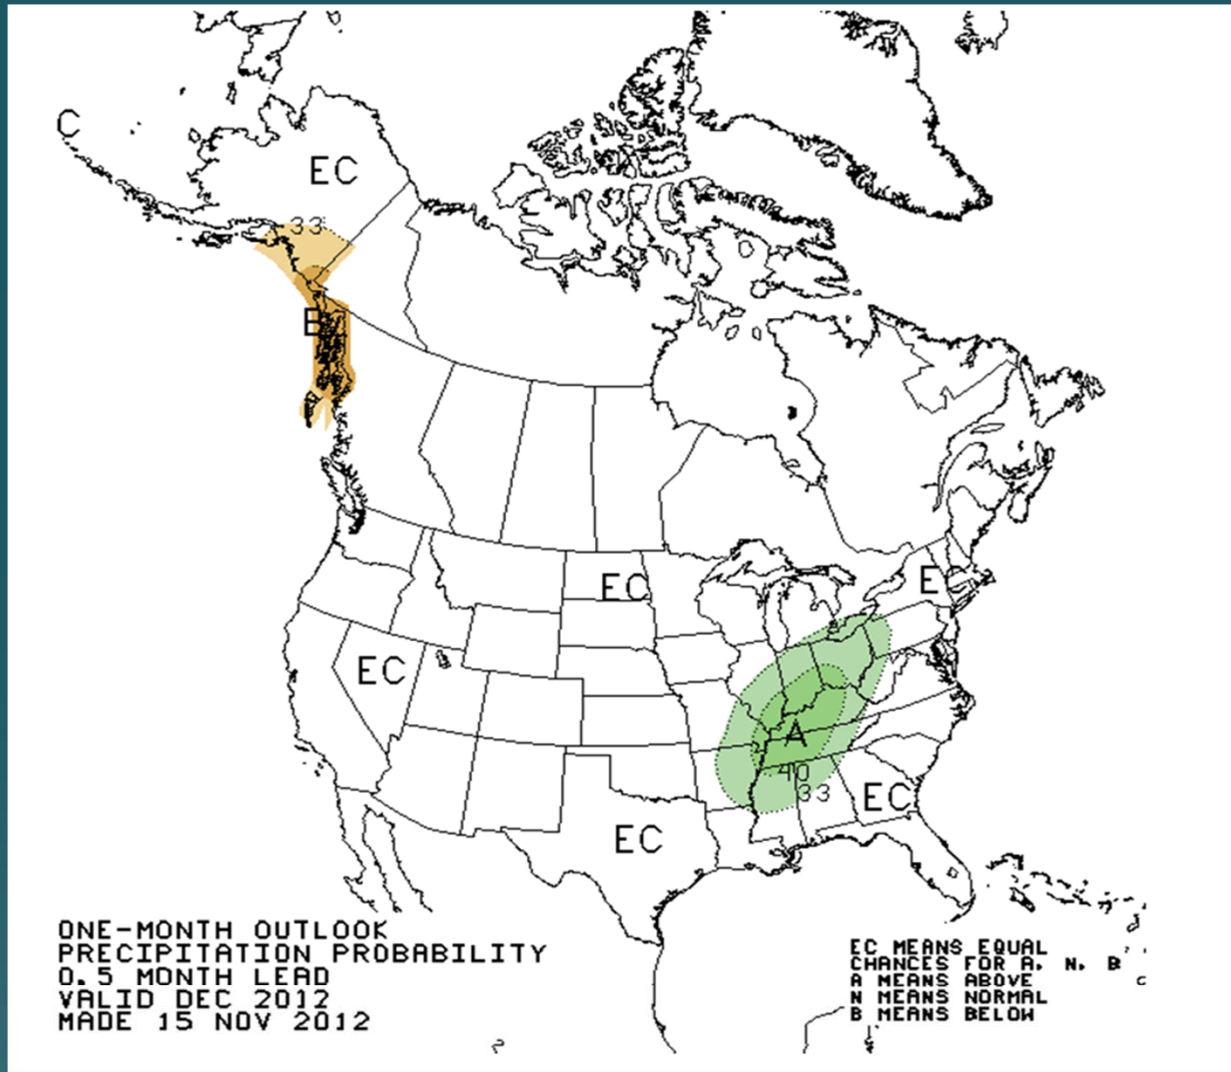 C
EC
33
B
EC
E
EC
A
40
33
EC
EC
ONE-MONTH OUTLOOK
PRECIPITATION PROBABILITY
0.5 MONTH LEAD
VALID DEC 2012
MADE 15 NOV 2012
EC MEANS EQUAL
CHANCES FOR A, N, B
A MEANS ABOVE
N MEANS NORMAL
B MEANS BELOW